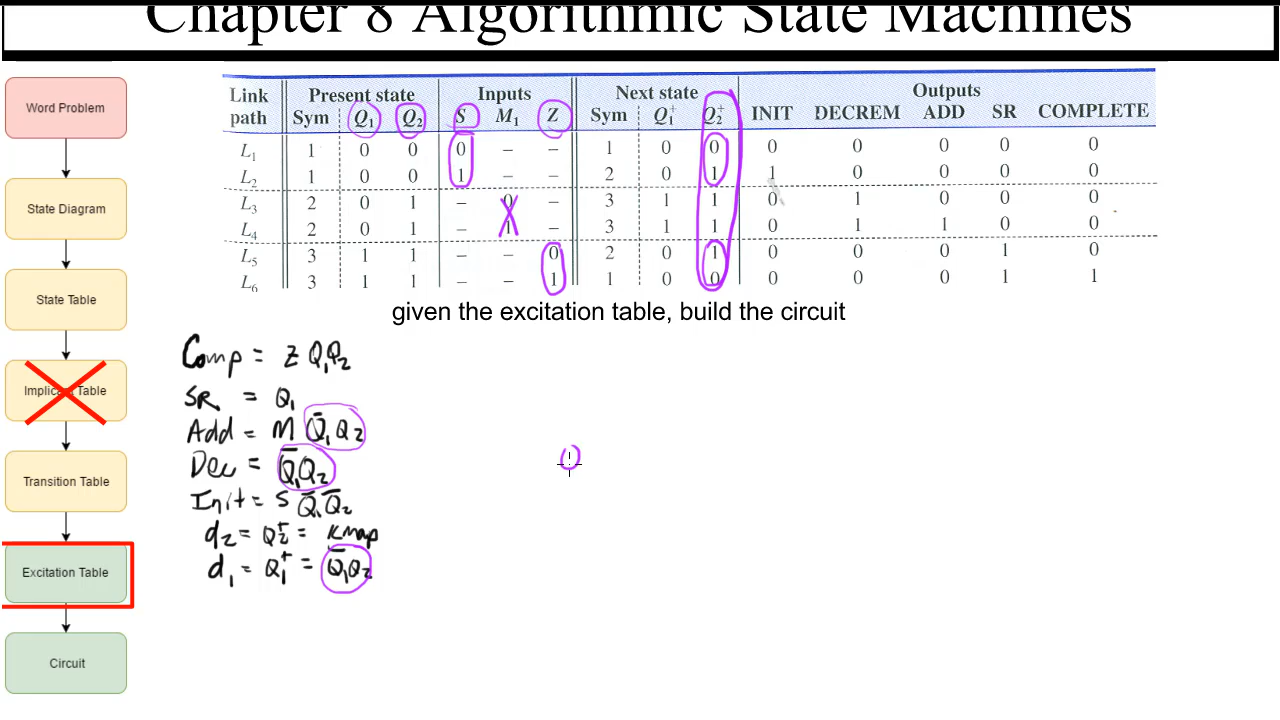 Chapter 8 Algorithmic State Machines
Word Problem
State Diagram
State Table
Implicant Table
Transition Table
Excitation Table
Circuit
Link Present state Inputs Next state Outputs
path Sym Q1 Q2 S M1 Z Sym Q1+ Q2+ INIT DECREM ADD SR COMPLETE
L1 1 0 0 0 – – 1 0 0 0 0 0 0 0
L2 1 0 0 1 – – 2 0 1 1 0 0 0 0
L3 2 0 1 – 0 – 3 1 1 0 1 0 0 0
L4 2 0 1 – 1 – 3 1 1 0 1 1 0 0
L5 3 1 1 – – 0 2 0 1 0 0 0 1 0
L6 3 1 1 – – 1 1 0 0 0 0 0 1 1
given the excitation table, build the circuit
Comp = Z Q1Q2
SR = Q1
Add = M Q̅1Q2
Dec = Q̅1Q2
Init = S Q̅1Q̅2
d2 = Q2+ = kmap
d1 = Q1+ = Q̅1Q2